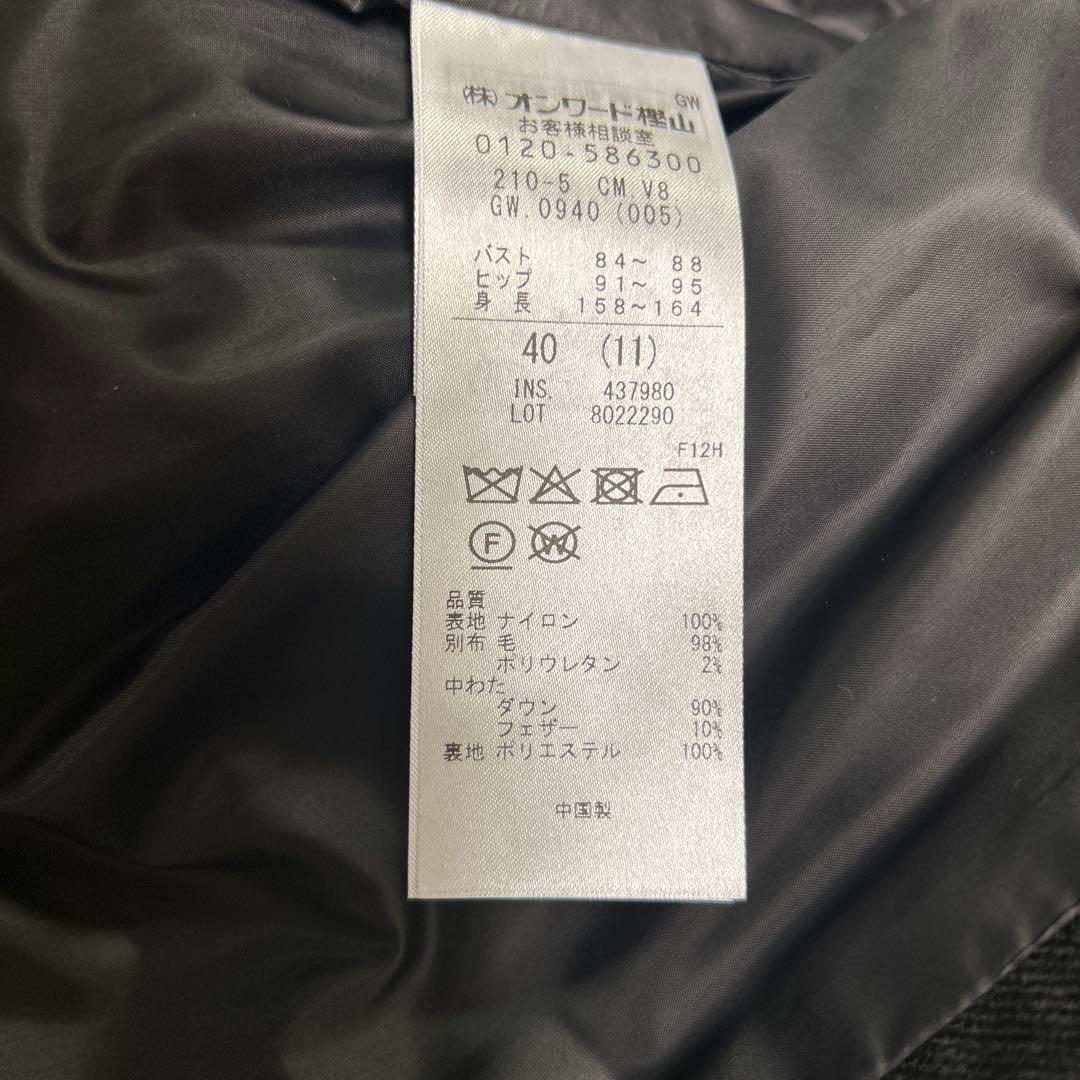 GW
(株)オンワード樫山
お客様相談室
0120-586300
210-5 CM.V8
GW.0940 (005)
バスト 84~ 88
ヒップ 91~ 95
身長 158~164
40 (11)
INS. 437980
LOT 8022290
F12H
F W
品質
表地 ナイロン 100%
別布 毛 98%
ポリウレタン 2%
中わた
ダウン 90%
フェザー 10%
裏地 ポリエステル 100%
中国製